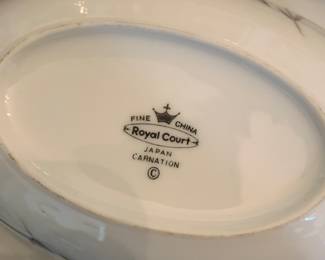 FINE CHINA
Royal Court
JAPAN
CARNATION
©